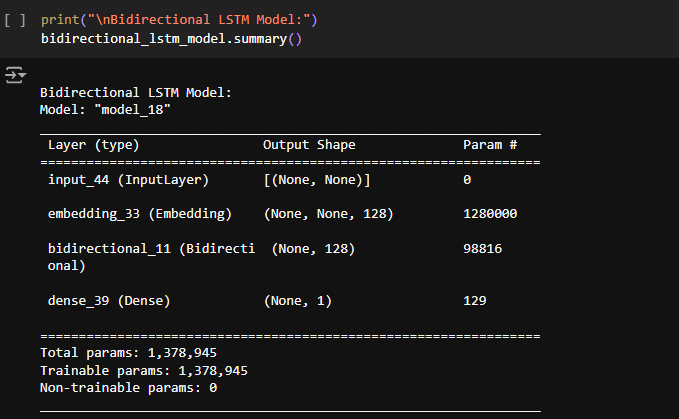 [ ] print("\nBidirectional LSTM Model:")
bidirectional_lstm_model.summary()
Bidirectional LSTM Model:
Model: "model_18"
_________________________________________________________________
Layer (type) Output Shape Param #
=================================================================
input_44 (InputLayer) [(None, None)] 0
embedding_33 (Embedding) (None, None, 128) 1280000
bidirectional_11 (Bidirecti (None, 128) 98816
onal)
dense_39 (Dense) (None, 1) 129
=================================================================
Total params: 1,378,945
Trainable params: 1,378,945
Non-trainable params: 0
_________________________________________________________________